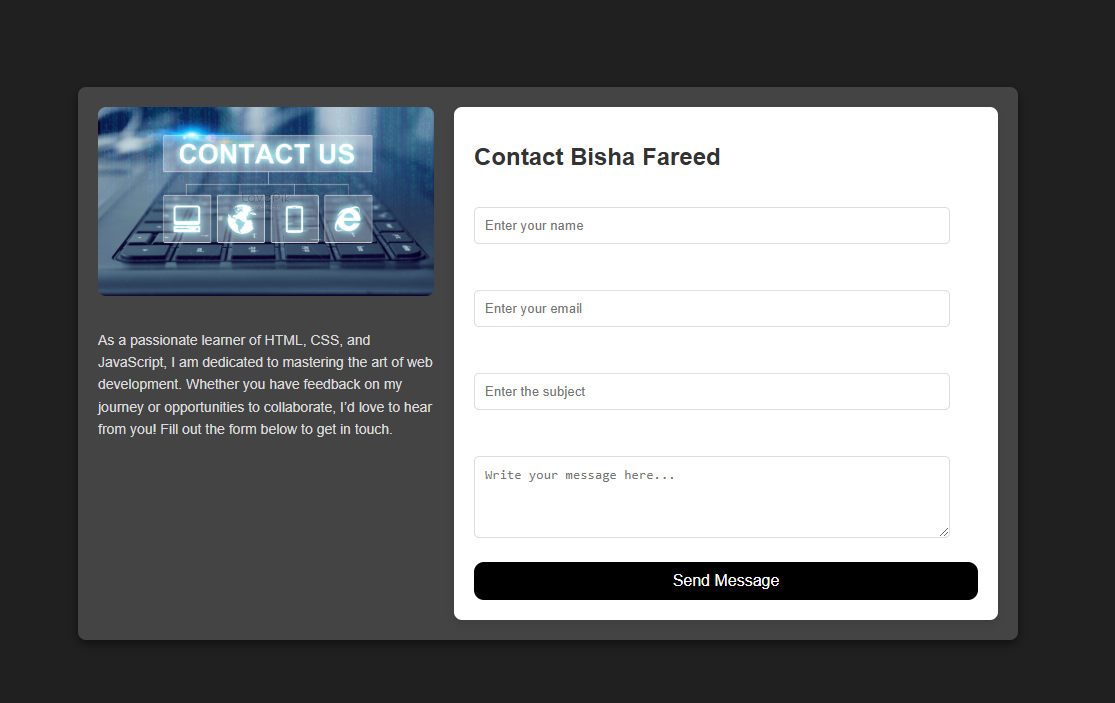 CONTACT US
As a passionate learner of HTML, CSS, and
JavaScript, I am dedicated to mastering the art of web
development. Whether you have feedback on my
journey or opportunities to collaborate, I’d love to hear
from you! Fill out the form below to get in touch.
Contact Bisha Fareed
Enter your name
Enter your email
Enter the subject
Write your message here...
Send Message